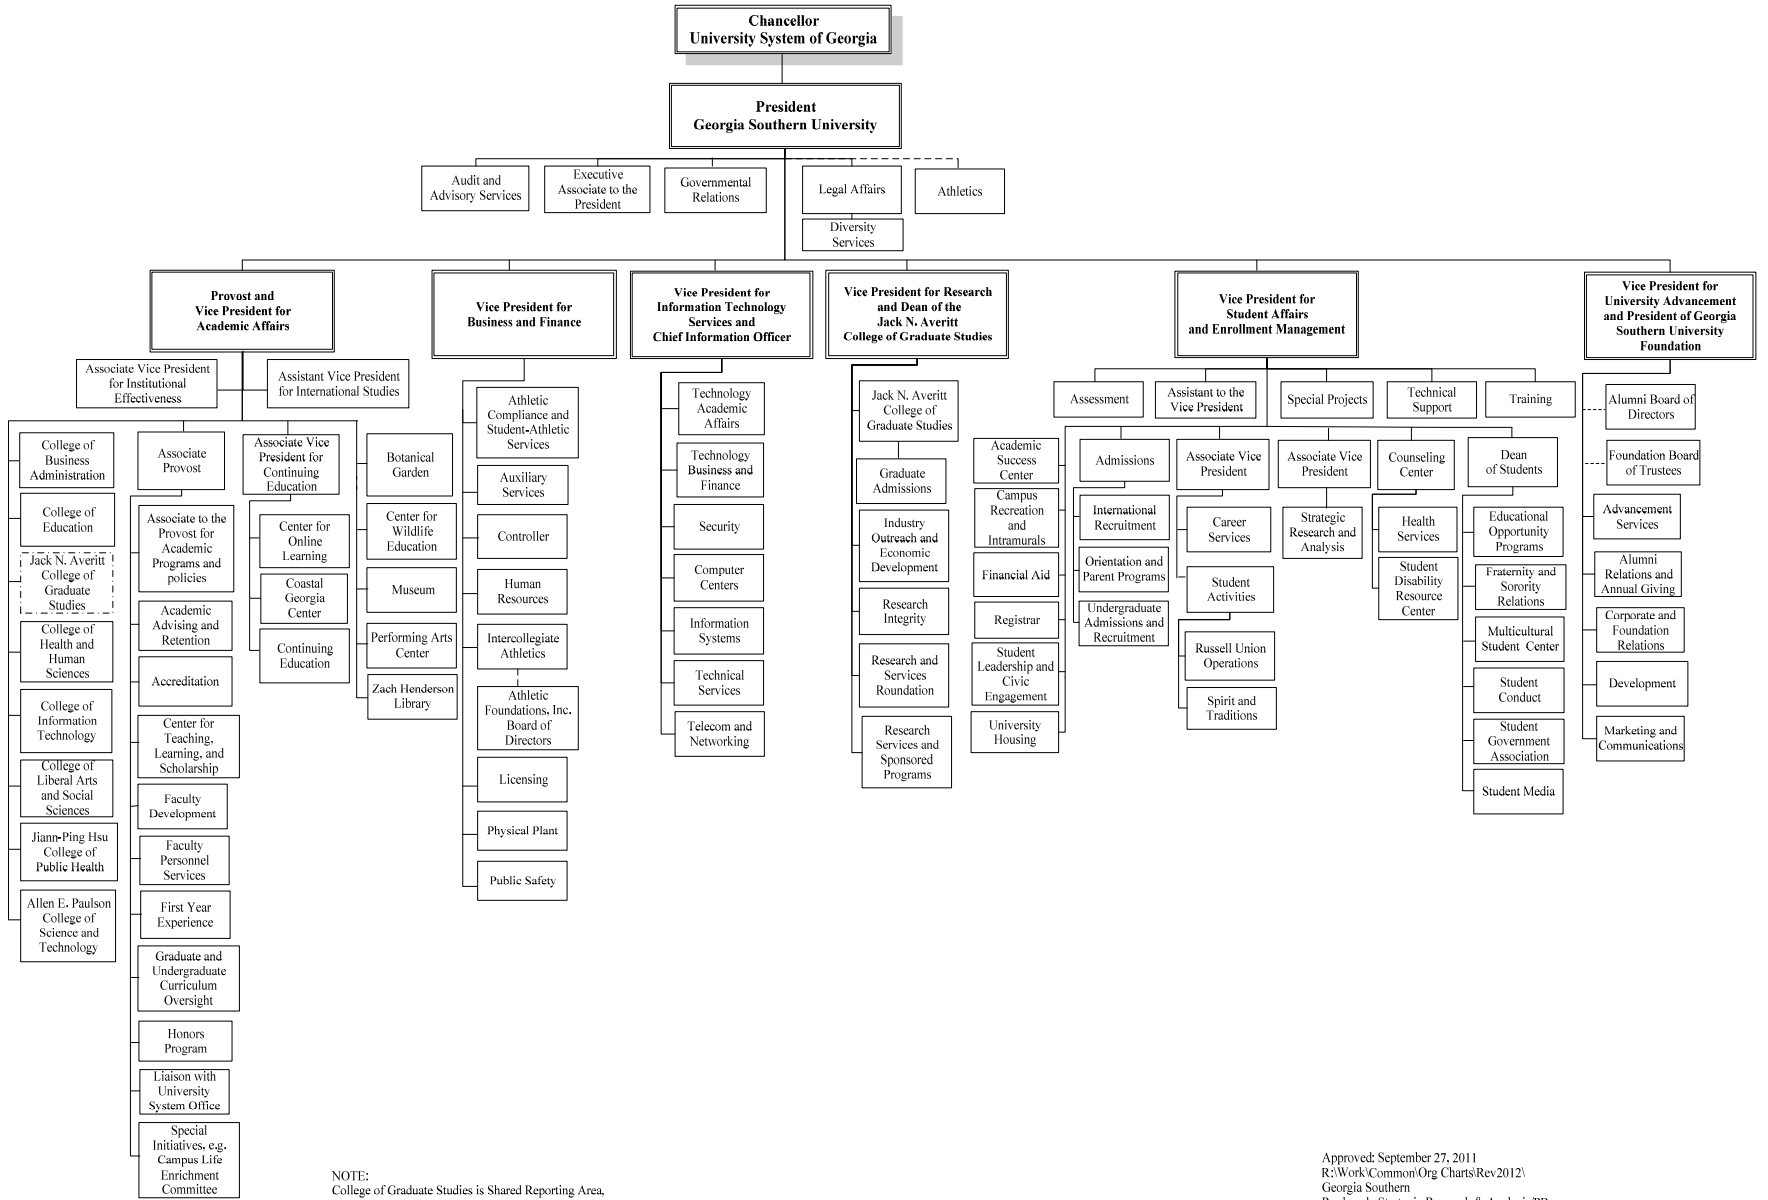 Chancellor
University System of Georgia
President
Georgia Southern University
Audit and
Advisory Services
Executive
Associate to the
President
Governmental
Relations
Legal Affairs
Athletics
Diversity
Services
Provost and
Vice President for
Academic Affairs
Vice President for
Business and Finance
Vice President for
Information Technology
Services and
Chief Information Officer
Vice President for Research
and Dean of the
Jack N. Averitt
College of Graduate Studies
Vice President for
Student Affairs
and Enrollment Management
Vice President for
University Advancement
and President of Georgia
Southern University
Foundation
Associate Vice President
for Institutional
Effectiveness
Assistant Vice President
for International Studies
College of
Business
Administration
College of
Education
Jack N. Averitt
College of
Graduate
Studies
College of
Health and
Human
Sciences
College of
Information
Technology
College of
Liberal Arts
and Social
Sciences
Jiann-Ping Hsu
College of
Public Health
Allen E. Paulson
College of
Science and
Technology
Associate
Provost
Associate to the
Provost for
Academic
Programs and
policies
Academic
Advising and
Retention
Accreditation
Center for
Teaching,
Learning, and
Scholarship
Faculty
Development
Faculty
Personnel
Services
First Year
Experience
Graduate and
Undergraduate
Curriculum
Oversight
Honors
Program
Liaison with
University
System Office
Special
Initiatives, e.g.
Campus Life
Enrichment
Committee
Associate Vice
President for
Continuing
Education
Center for
Online
Learning
Coastal
Georgia
Center
Continuing
Education
Botanical
Garden
Center for
Wildlife
Education
Museum
Performing Arts
Center
Zach Henderson
Library
Athletic
Compliance and
Student-Athletic
Services
Auxiliary
Services
Controller
Human
Resources
Intercollegiate
Athletics
Athletic
Foundations, Inc.
Board of
Directors
Licensing
Physical Plant
Public Safety
Technology
Academic
Affairs
Technology
Business and
Finance
Security
Computer
Centers
Information
Systems
Technical
Services
Telecom and
Networking
Jack N. Averitt
College of
Graduate Studies
Graduate
Admissions
Industry
Outreach and
Economic
Development
Research
Integrity
Research and
Services
Roundation
Research
Services and
Sponsored
Programs
Assessment
Assistant to the
Vice President
Special Projects
Technical
Support
Training
Academic
Success
Center
Campus
Recreation
and
Intramurals
Financial Aid
Registrar
Student
Leadership and
Civic
Engagement
University
Housing
Admissions
International
Recruitment
Orientation and
Parent Programs
Undergraduate
Admissions and
Recruitment
Associate Vice
President
Career
Services
Student
Activities
Russell Union
Operations
Spirit and
Traditions
Associate Vice
President
Strategic
Research and
Analysis
Counseling
Center
Health
Services
Student
Disability
Resource
Center
Dean
of Students
Educational
Opportunity
Programs
Fraternity and
Sorority
Relations
Multicultural
Student Center
Student
Conduct
Student
Government
Association
Student Media
Alumni Board of
Directors
Foundation Board
of Trustees
Advancement
Services
Alumni
Relations and
Annual Giving
Corporate and
Foundation
Relations
Development
Marketing and
Communications
NOTE:
College of Graduate Studies is Shared Reporting Area,
Approved: September 27, 2011
R:\Work\Common\Org Charts\Rev2012\
Georgia Southern